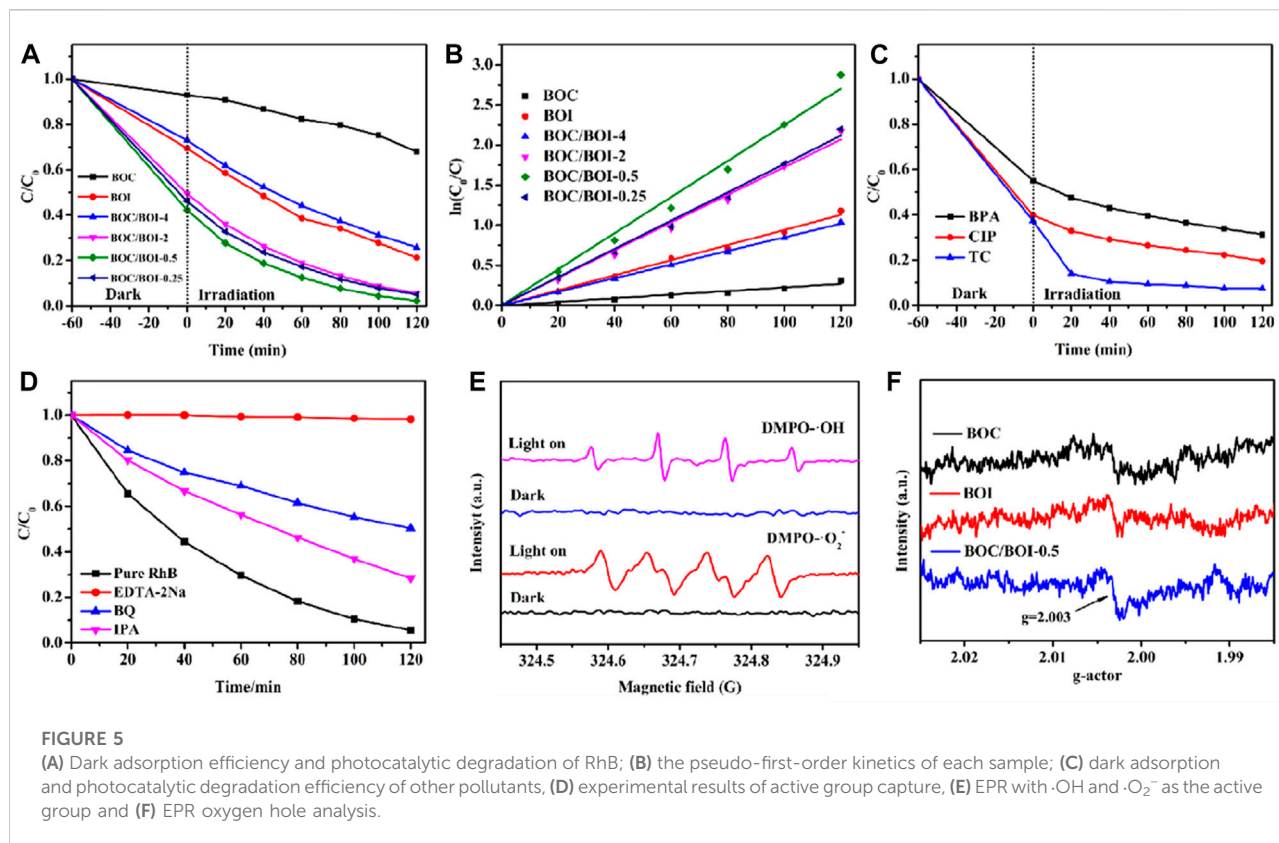 A
C/C₀
1.0
0.8
0.6
0.4
0.2
0.0
BOC
BOI
BOC/BOI-4
BOC/BOI-2
BOC/BOI-0.5
BOC/BOI-0.25
Dark
Irradiation
-60 -40 -20 0 20 40 60 80 100 120
Time (min)
B
ln(C₀/C)
3.0
2.5
2.0
1.5
1.0
0.5
0.0
BOC
BOI
BOC/BOI-4
BOC/BOI-2
BOC/BOI-0.5
BOC/BOI-0.25
0 20 40 60 80 100 120
Time (min)
C
C/C₀
1.0
0.8
0.6
0.4
0.2
0.0
BPA
CIP
TC
Dark
Irradiation
-60 -40 -20 0 20 40 60 80 100 120
Time (min)
D
C/C₀
1.0
0.8
0.6
0.4
0.2
0.0
Pure RhB
EDTA-2Na
BQ
IPA
0 20 40 60 80 100 120
Time/min
E
Intensiyt (a.u.)
Light on
DMPO-·OH
Dark
DMPO-·O₂⁻
Light on
Dark
324.5 324.6 324.7 324.8 324.9
Magnetic field (G)
F
Intensity (a.u.)
BOC
BOI
BOC/BOI-0.5
g=2.003
2.02 2.01 2.00 1.99
g-actor
FIGURE 5
(A) Dark adsorption efficiency and photocatalytic degradation of RhB; (B) the pseudo-first-order kinetics of each sample; (C) dark adsorption
and photocatalytic degradation efficiency of other pollutants, (D) experimental results of active group capture, (E) EPR with ·OH and ·O₂⁻ as the active
group and (F) EPR oxygen hole analysis.